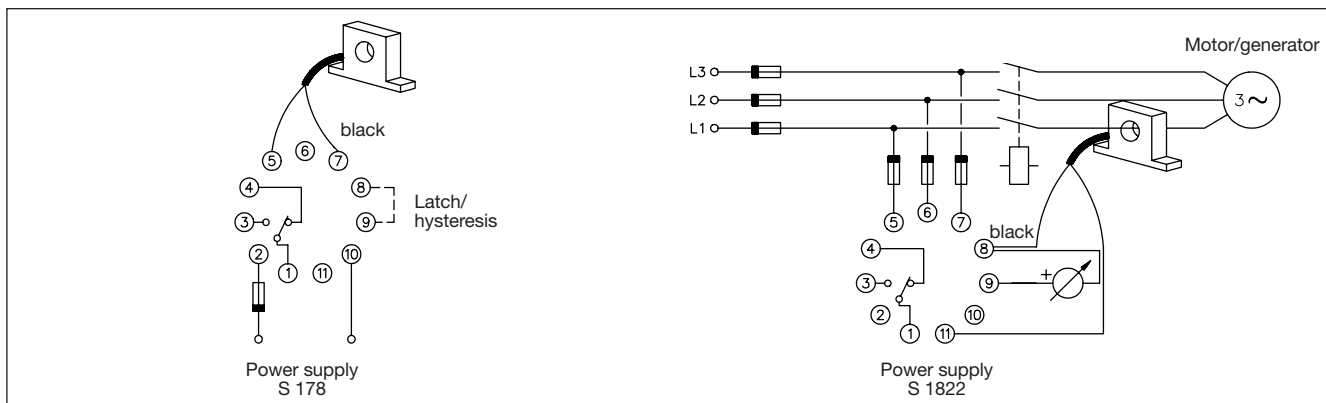 black
5
6
7
4
8
3
9
Latch/
hysteresis
2
10
1
11
Power supply
S 178
Motor/generator
L3
L2
L1
3~
5
6
7
black
4
8
3
9
+
2
10
1
11
Power supply
S 1822